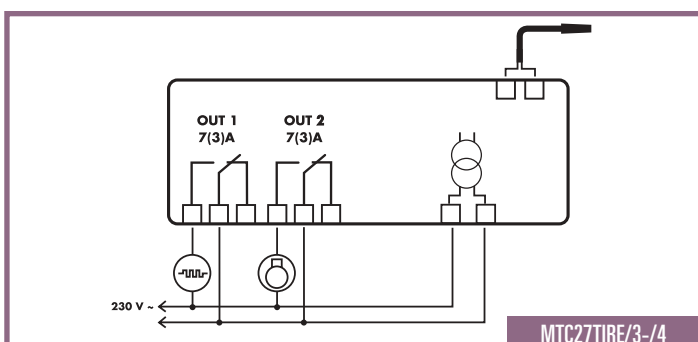 OUT 1 OUT 2
7(3)A 7(3)A
230 V ~
MTC27TIRE/3-/4